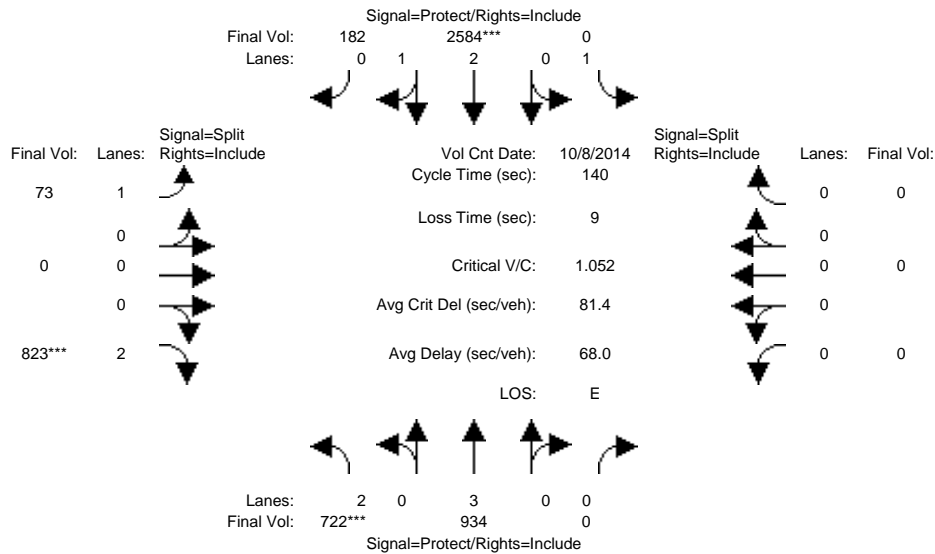 Signal=Protect/Rights=Include
Final Vol: 182 2584*** 0
Lanes: 0 1 2 0 1
Signal=Split
Final Vol: Lanes: Rights=Include
Vol Cnt Date: 10/8/2014
Signal=Split
Rights=Include Lanes: Final Vol:
Cycle Time (sec): 140
73 1 0 0
Loss Time (sec): 9
0 0
0 0 Critical V/C: 1.052 0 0
0 Avg Crit Del (sec/veh): 81.4 0
823*** 2 Avg Delay (sec/veh): 68.0 0 0
LOS: E
Lanes: 2 0 3 0 0
Final Vol: 722*** 934 0
Signal=Protect/Rights=Include